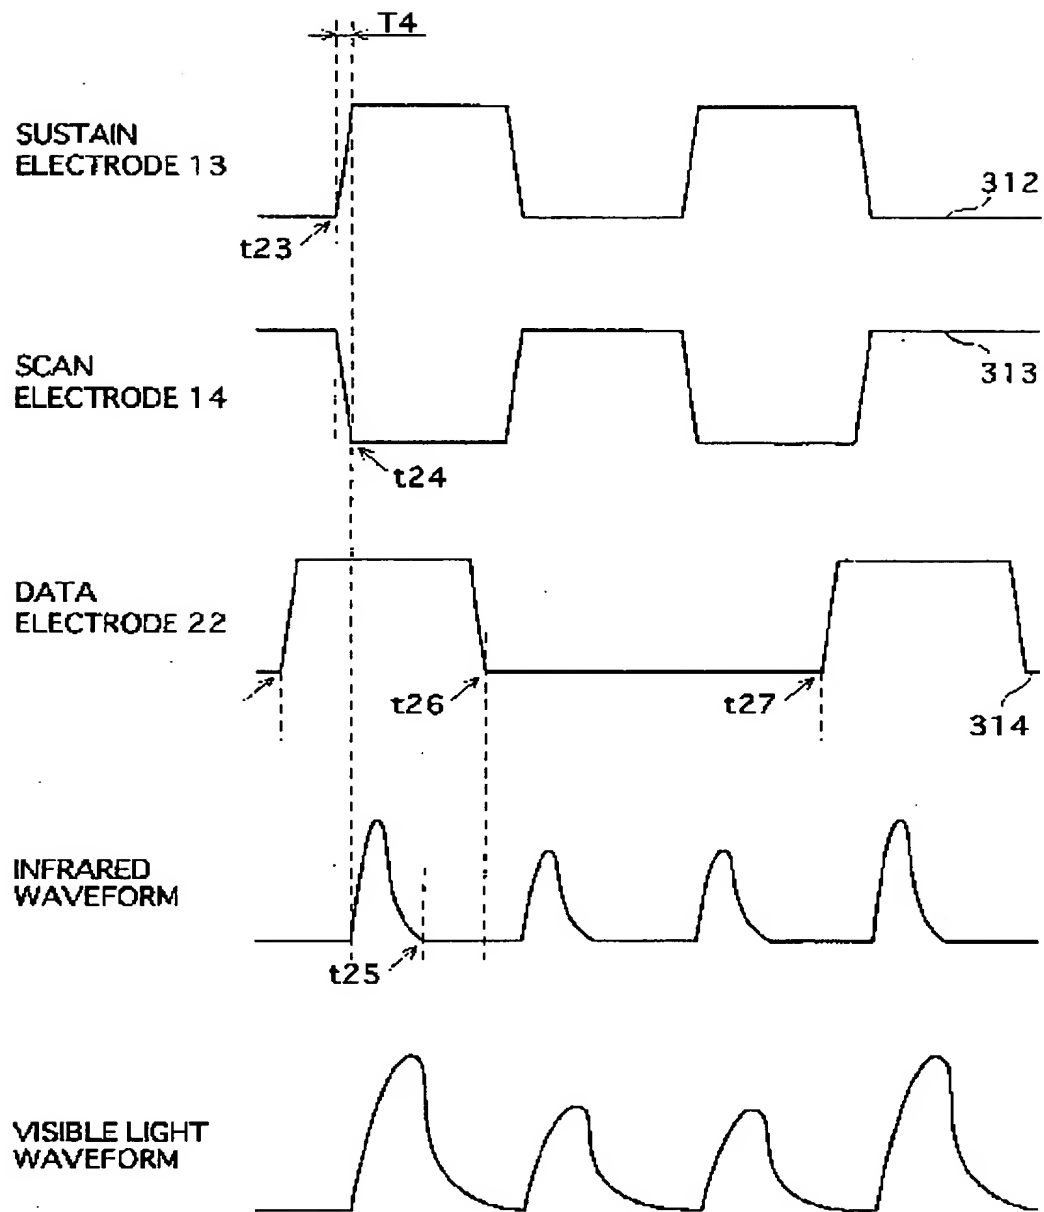 T4
SUSTAIN
ELECTRODE 13
312
t23
SCAN
ELECTRODE 14
313
t24
DATA
ELECTRODE 22
t26
t27
314
INFRARED
WAVEFORM
t25
VISIBLE LIGHT
WAVEFORM